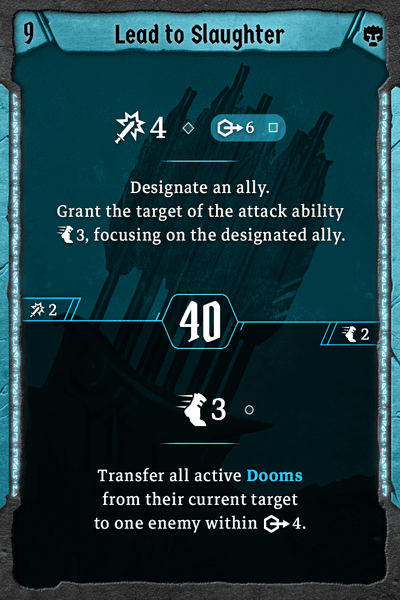 9 Lead to Slaughter
4 6
Designate an ally.
Grant the target of the attack ability
3, focusing on the designated ally.
2
40
2
3
Transfer all active Dooms
from their current target
to one enemy within 4.